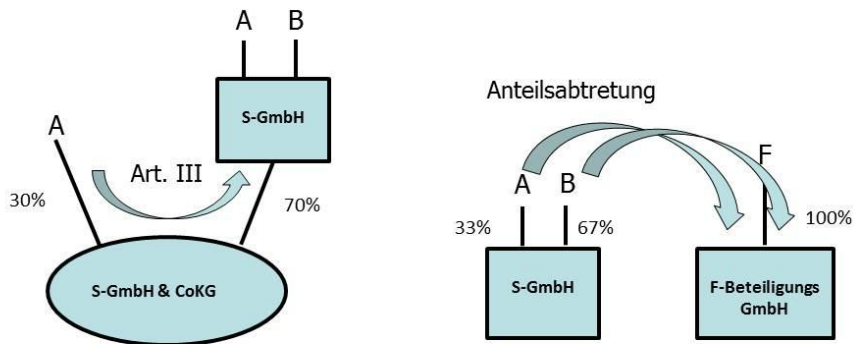 A B
S-GmbH
A
Art. III
30%
70%
S-GmbH & CoKG
Anteilsabtretung
F
A B
33%
67%
100%
S-GmbH
F-Beteiligungs
GmbH